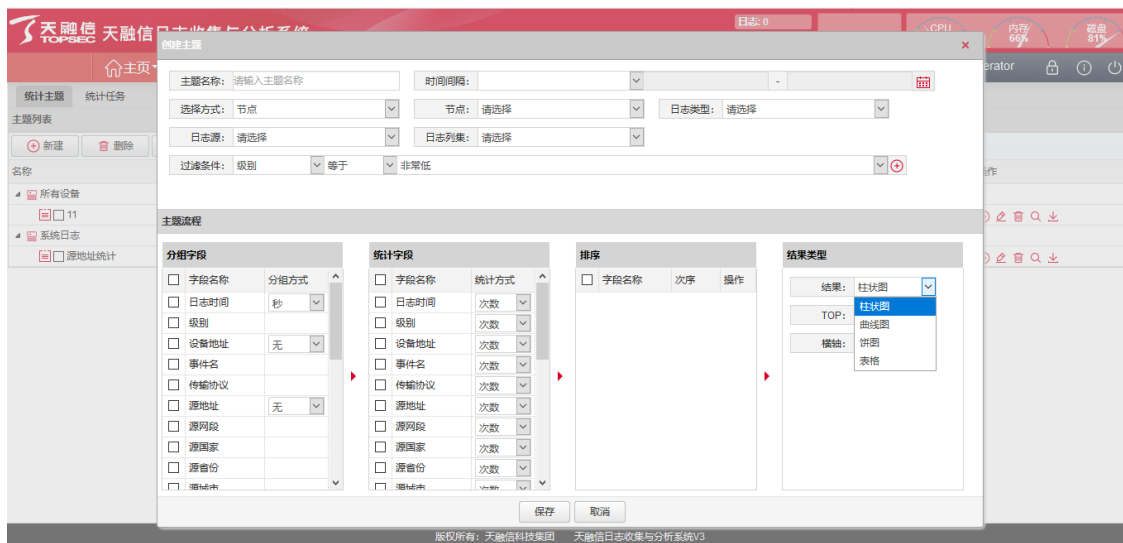 天融信 TOPSEC 天融信日志收集与分析系统 日志: 0 CPU 内存 66% 磁盘 81%
创建主题 ×
主页 erator
统计主题 统计任务
主题列表
新建 删除
名称 操作
所有设备
11
系统日志
源地址统计
主题名称: 请输入主题名称 时间间隔: -
选择方式: 节点 节点: 请选择 日志类型: 请选择
日志源: 请选择 日志列集: 请选择
过滤条件: 级别 等于 非常低
主题流程
分组字段 统计字段 排序 结果类型
字段名称 分组方式 字段名称 统计方式 字段名称 次序 操作
日志时间 秒 日志时间 次数
级别 级别 次数
设备地址 无 设备地址 次数
事件名 事件名 次数
传输协议 传输协议 次数
源地址 无 源地址 次数
源网段 源网段 次数
源国家 源国家 次数
源省份 源省份 次数
源城市 源城市 次数
结果: 柱状图
TOP:
横轴:
柱状图
曲线图
饼图
表格
保存 取消
版权所有: 天融信科技集团 天融信日志收集与分析系统V3